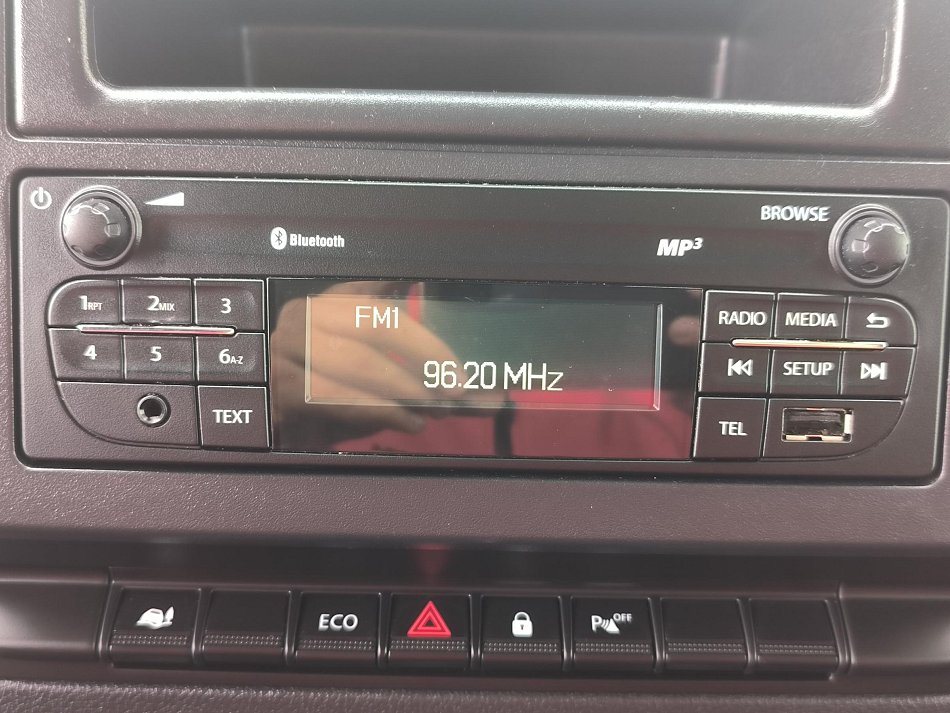 BROWSE
Bluetooth
MP3
1RPT 2MIX 3
4 5 6A-Z
TEXT
FM1
96.20 MHz
RADIO MEDIA
SETUP
TEL
ECO
P OFF